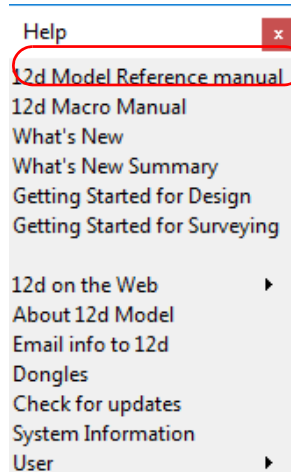 Help x
12d Model Reference manual
12d Macro Manual
What's New
What's New Summary
Getting Started for Design
Getting Started for Surveying
12d on the Web
About 12d Model
Email info to 12d
Dongles
Check for updates
System Information
User